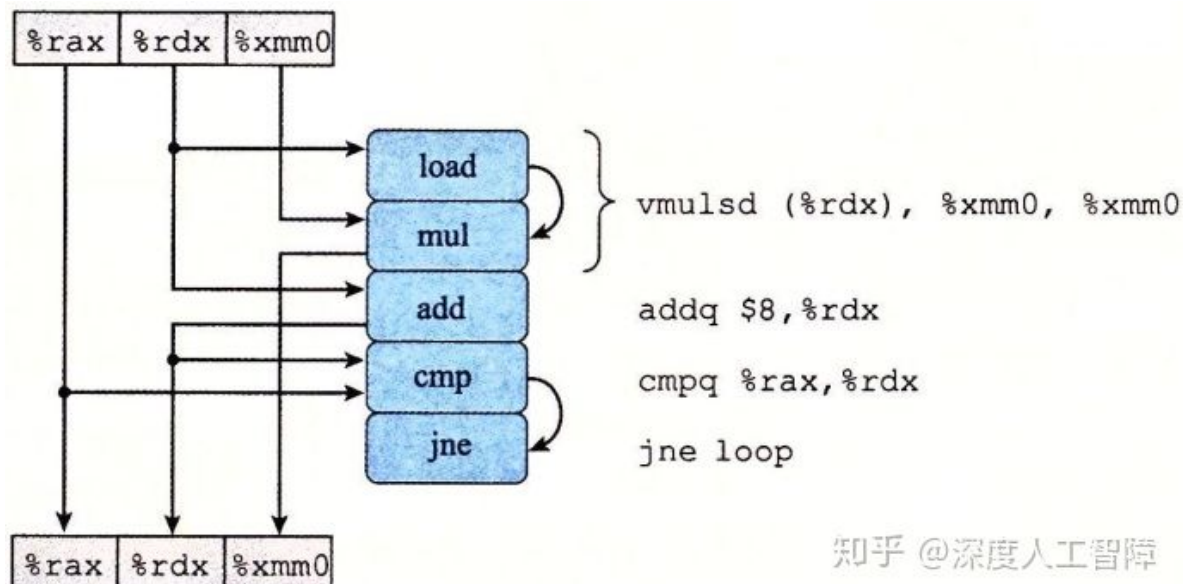 %rax %rdx %xmm0
load
mul
vmulsd (%rdx), %xmm0, %xmm0
add
addq $8,%rdx
cmp
cmpq %rax,%rdx
jne
jne loop
%rax %rdx %xmm0
知乎 @深度人工智障